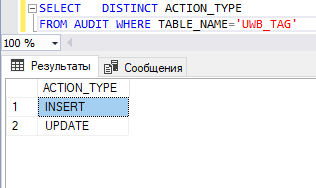 SELECT DISTINCT ACTION_TYPE
FROM AUDIT WHERE TABLE_NAME='UWB_TAG'
100 %
Результаты Сообщения
ACTION_TYPE
1 INSERT
2 UPDATE